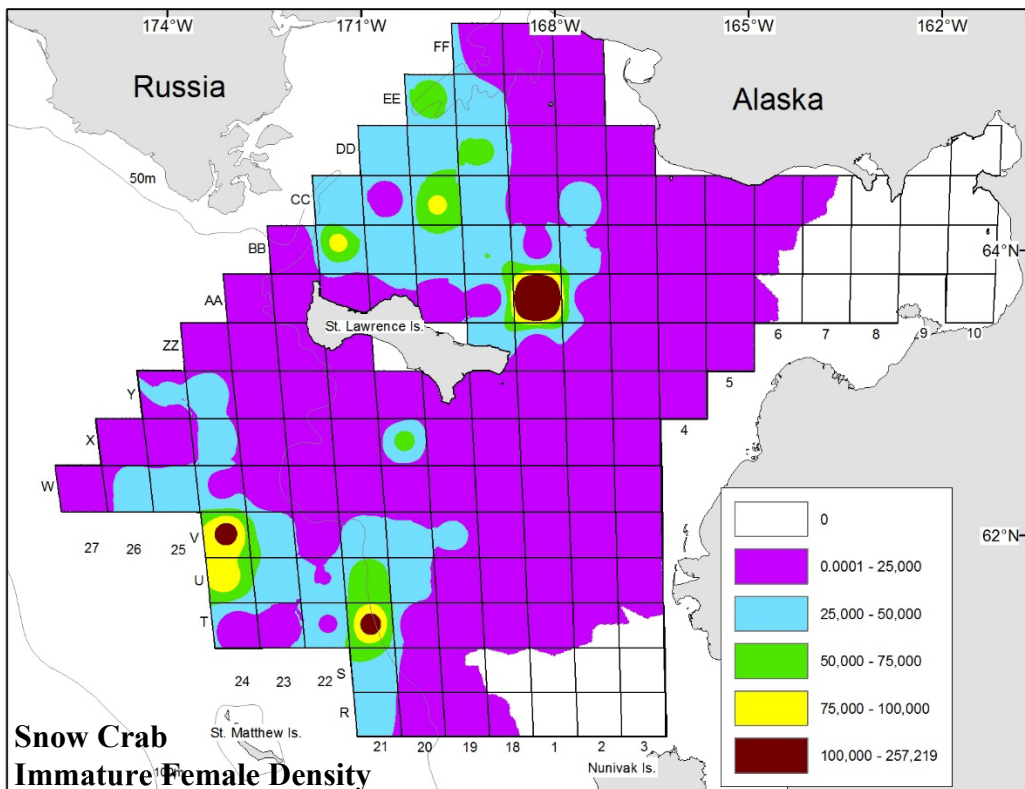 174°W
171°W
168°W
165°W
162°W
FF
Russia
EE
Alaska
DD
50m
CC
BB
64°N
AA
St. Lawrence Is.
ZZ
6
7
8
9
10
Y
5
X
4
W
0
V
62°N
27
26
25
0.0001 - 25,000
U
25,000 - 50,000
T
50,000 - 75,000
S
24
23
22
75,000 - 100,000
R
St. Matthew Is.
Snow Crab
21
20
19
18
1
2
3
100,000 - 257,219
100m
Nunivak Is.
Immature Female Density